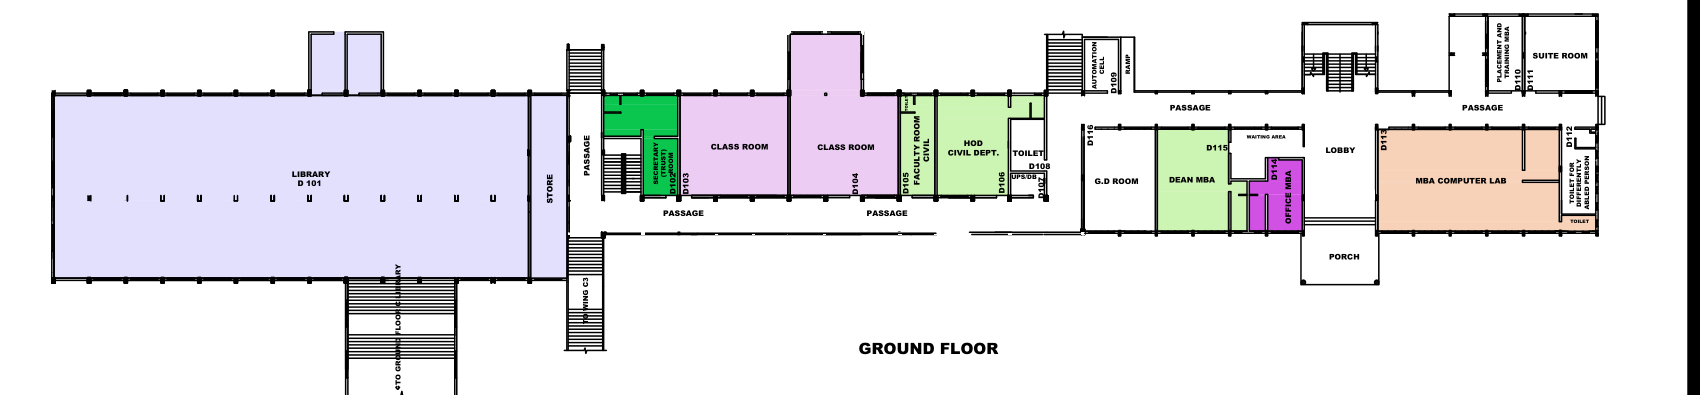 LIBRARY
D 101
STORE
PASSAGE
SECRETARY
(TRUST)
ROOM
D102
D103
CLASS ROOM
CLASS ROOM
D104
TOILET
FACULTY ROOM
CIVIL
D105
HOD
CIVIL DEPT.
D106
TOILET
D108
UPS/DB
D107
PASSAGE
PASSAGE
AUTOMATION
CELL
D109
RAMP
PASSAGE
D116
G.D ROOM
DEAN MBA
D115
WAITING AREA
D114
OFFICE MBA
LOBBY
PORCH
D113
MBA COMPUTER LAB
PASSAGE
PLACEMENT AND
TRAINING MBA
D110
D111
SUITE ROOM
D112
TOILET FOR
DIFFERENTLY
ABLED PERSON
TOILET
TO WING C3
TO GROUND FLOOR C LIBRARY
GROUND FLOOR